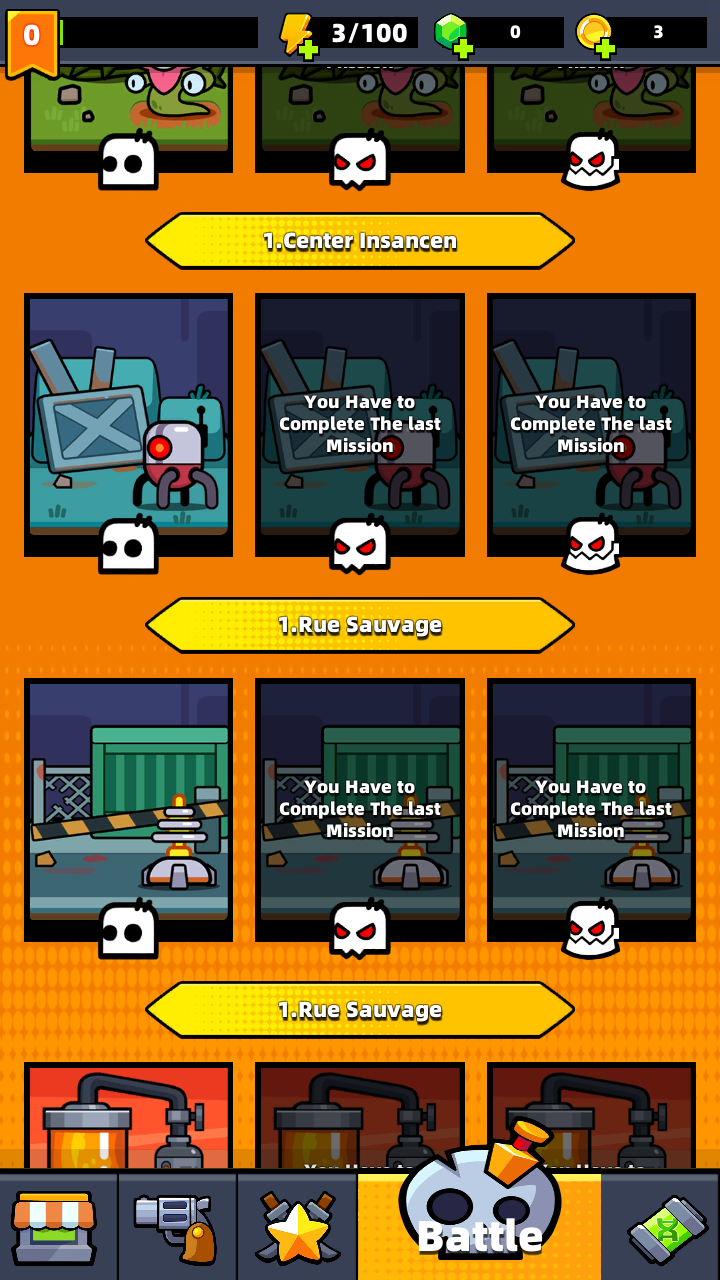 0
3/100
0
3
1.Center Insancen
You Have to
Complete The last
Mission
You Have to
Complete The last
Mission
1.Rue Sauvage
You Have to
Complete The last
Mission
You Have to
Complete The last
Mission
1.Rue Sauvage
Battle